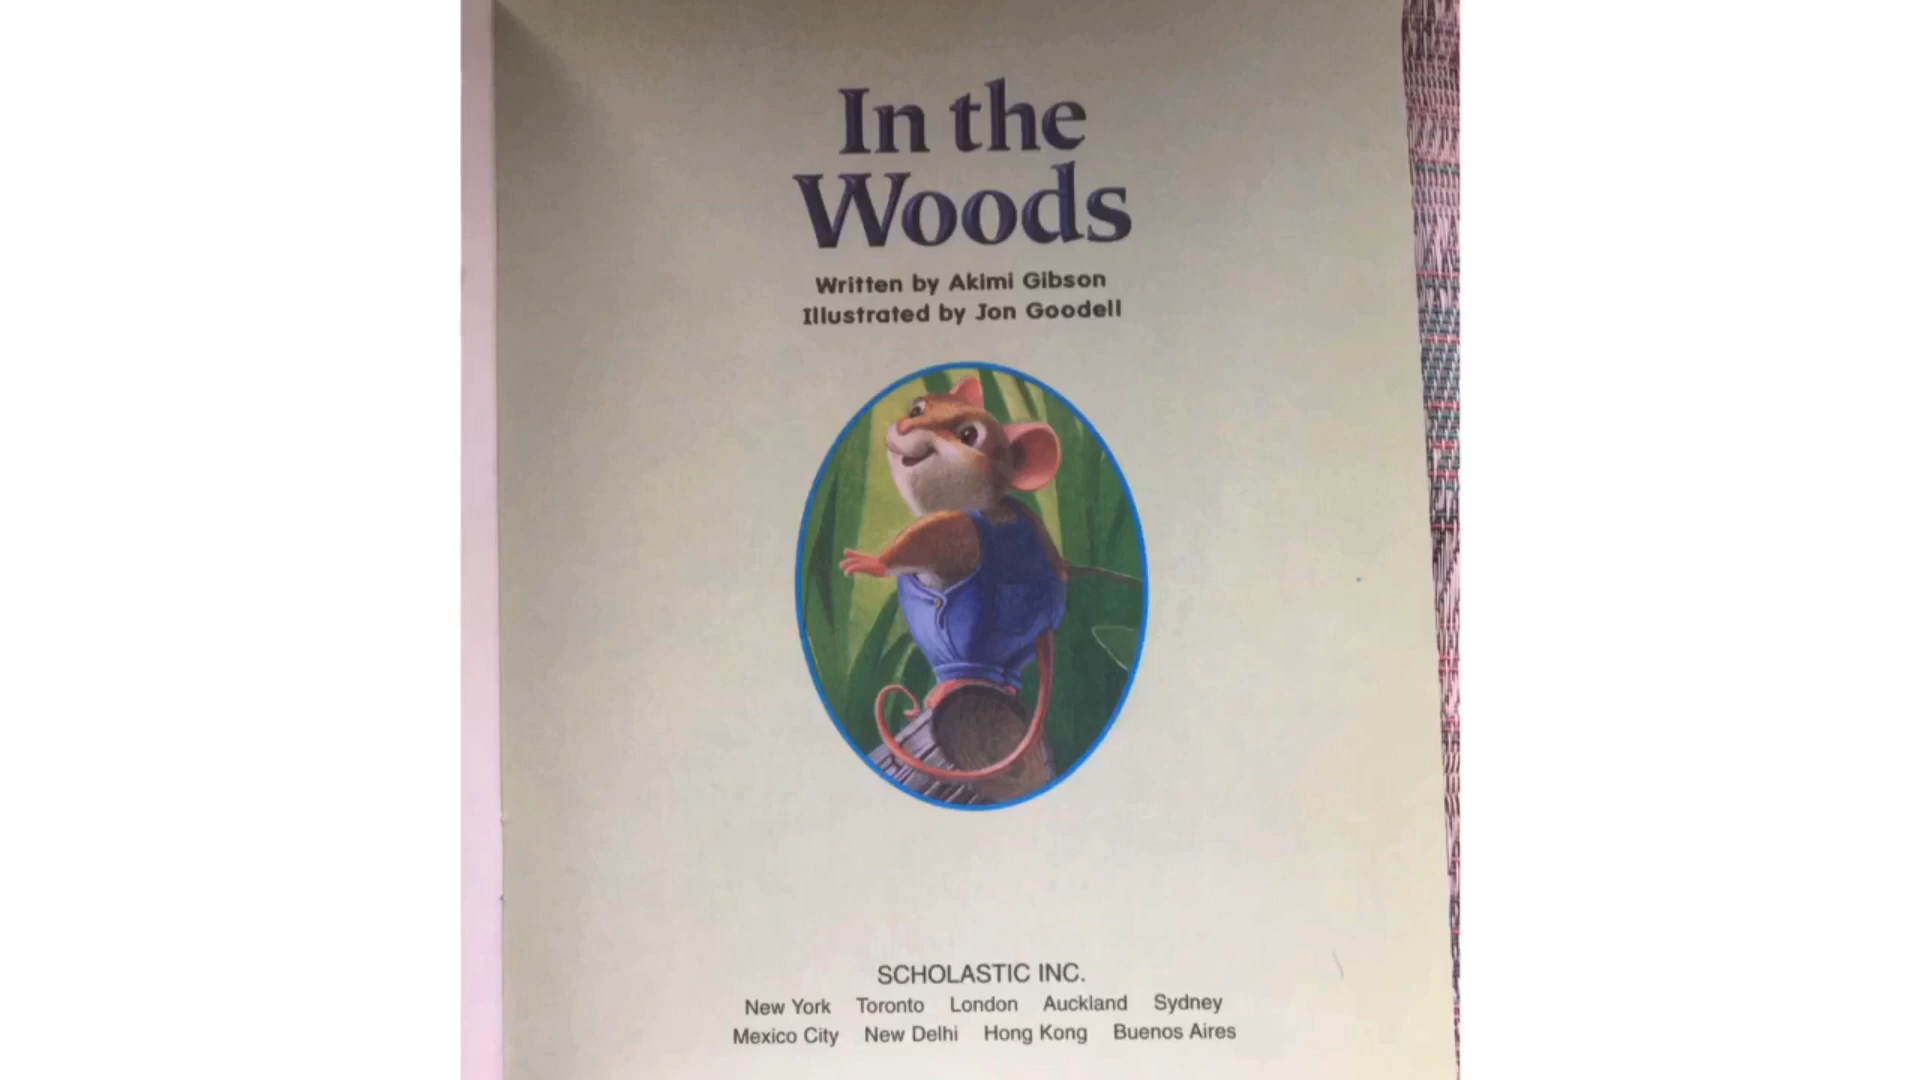 In the
Woods
Written by Akimi Gibson
Illustrated by Jon Goodell
SCHOLASTIC INC.
New York Toronto London Auckland Sydney
Mexico City New Delhi Hong Kong Buenos Aires